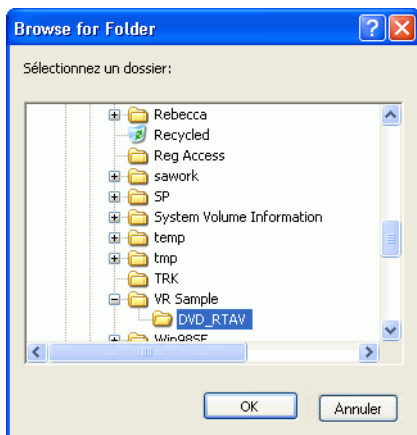 Browse for Folder
Sélectionnez un dossier:
Rebecca
Recycled
Reg Access
sawork
SP
System Volume Information
temp
tmp
TRK
VR Sample
DVD_RTAV
Win98SE
OK
Annuler